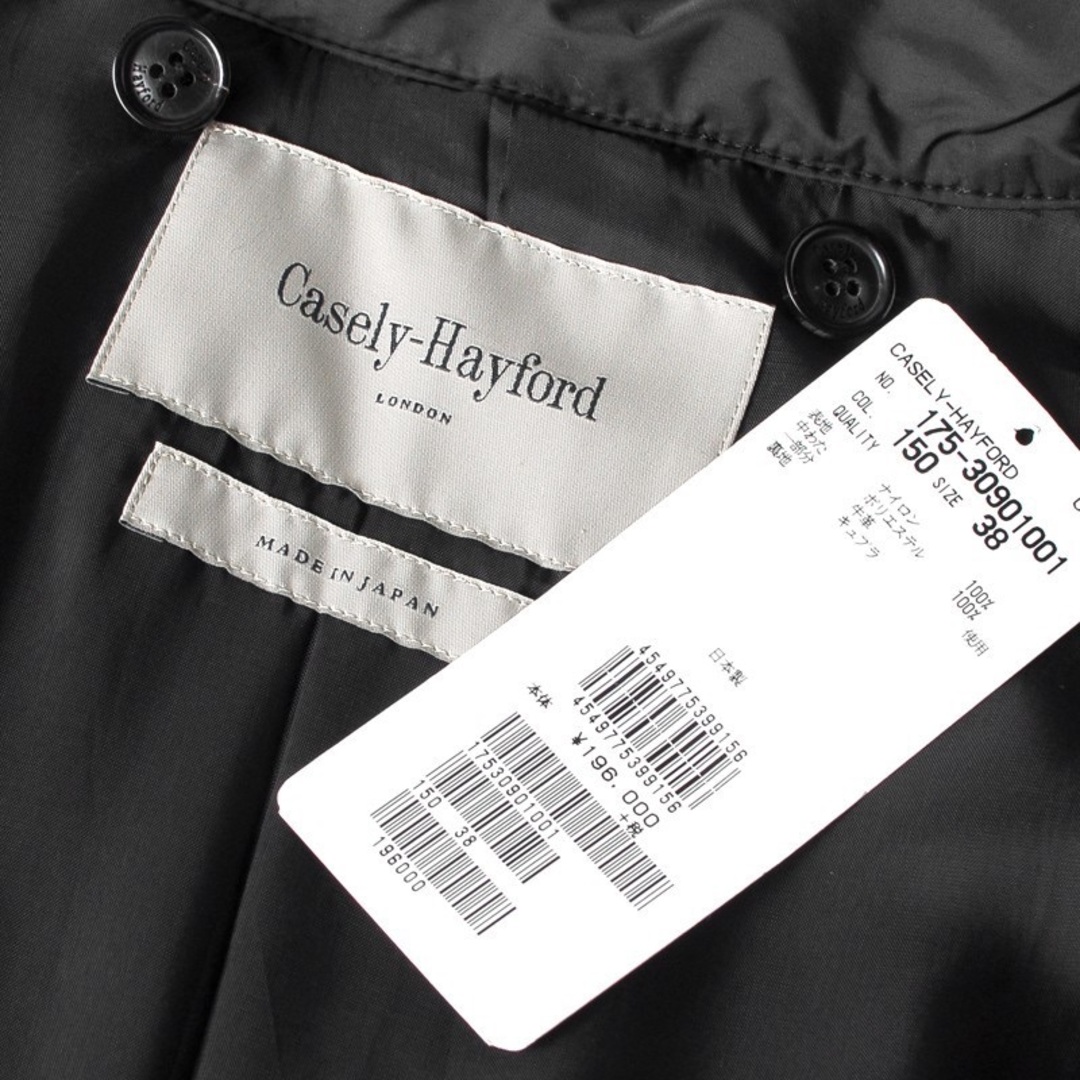 Casely
Hayford
Casely-Hayford
LONDON
MADE IN JAPAN
CASELY-HAYFORD
NO. 175-30901001
COL. 150 SIZE 38
QUALITY
表地 ナイロン 100%
中わた ポリエステル 100%
一部分 牛革 使用
裏地 キュプラ
日本製
4549775399156
4549775399156
本体 ¥196,000
+税
17530901001
150 38
196000